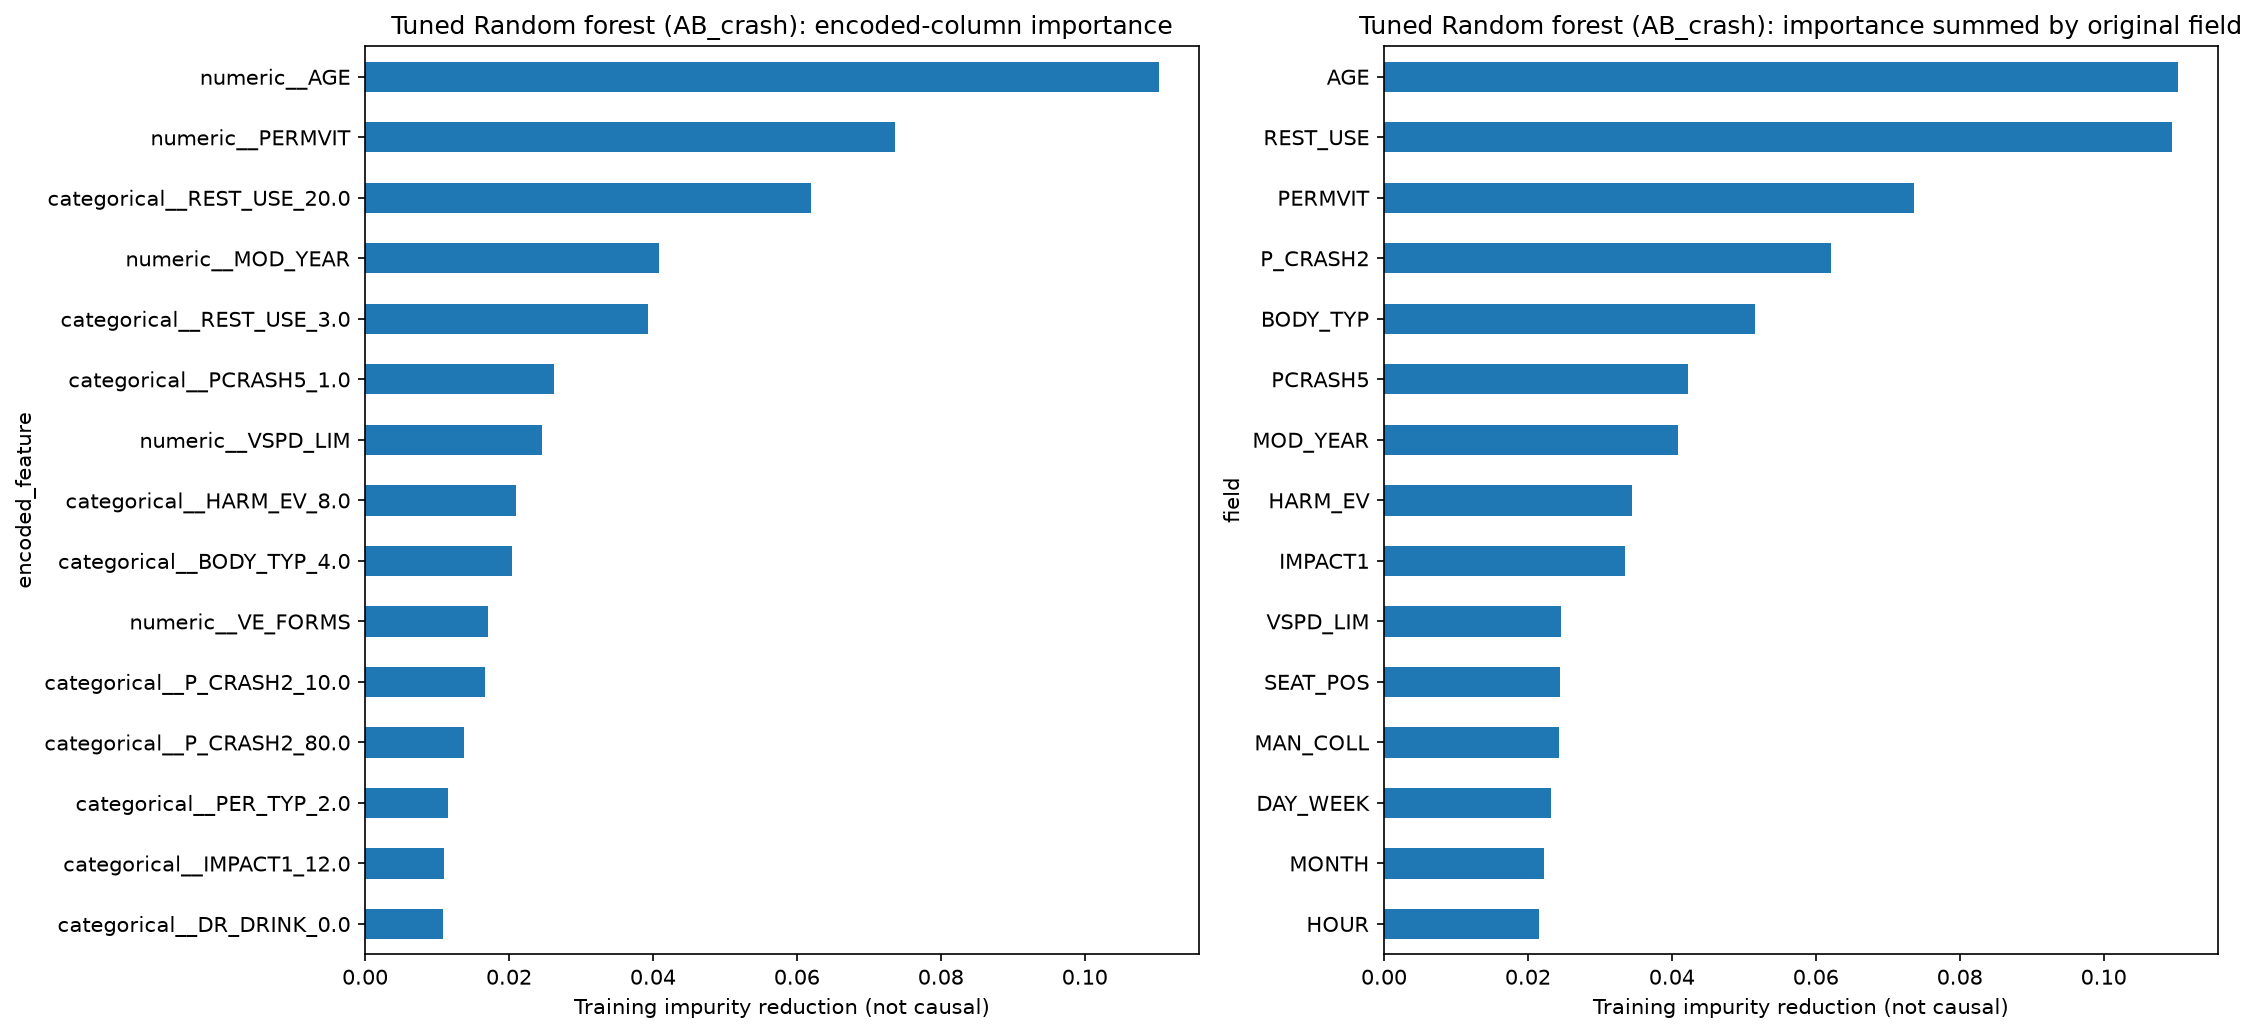 Tuned Random forest (AB_crash): encoded-column importance
encoded_feature
numeric__AGE
numeric__PERMVIT
categorical__REST_USE_20.0
numeric__MOD_YEAR
categorical__REST_USE_3.0
categorical__PCRASH5_1.0
numeric__VSPD_LIM
categorical__HARM_EV_8.0
categorical__BODY_TYP_4.0
numeric__VE_FORMS
categorical__P_CRASH2_10.0
categorical__P_CRASH2_80.0
categorical__PER_TYP_2.0
categorical__IMPACT1_12.0
categorical__DR_DRINK_0.0
0.00 0.02 0.04 0.06 0.08 0.10
Training impurity reduction (not causal)
Tuned Random forest (AB_crash): importance summed by original field
field
AGE
REST_USE
PERMVIT
P_CRASH2
BODY_TYP
PCRASH5
MOD_YEAR
HARM_EV
IMPACT1
VSPD_LIM
SEAT_POS
MAN_COLL
DAY_WEEK
MONTH
HOUR
0.00 0.02 0.04 0.06 0.08 0.10
Training impurity reduction (not causal)